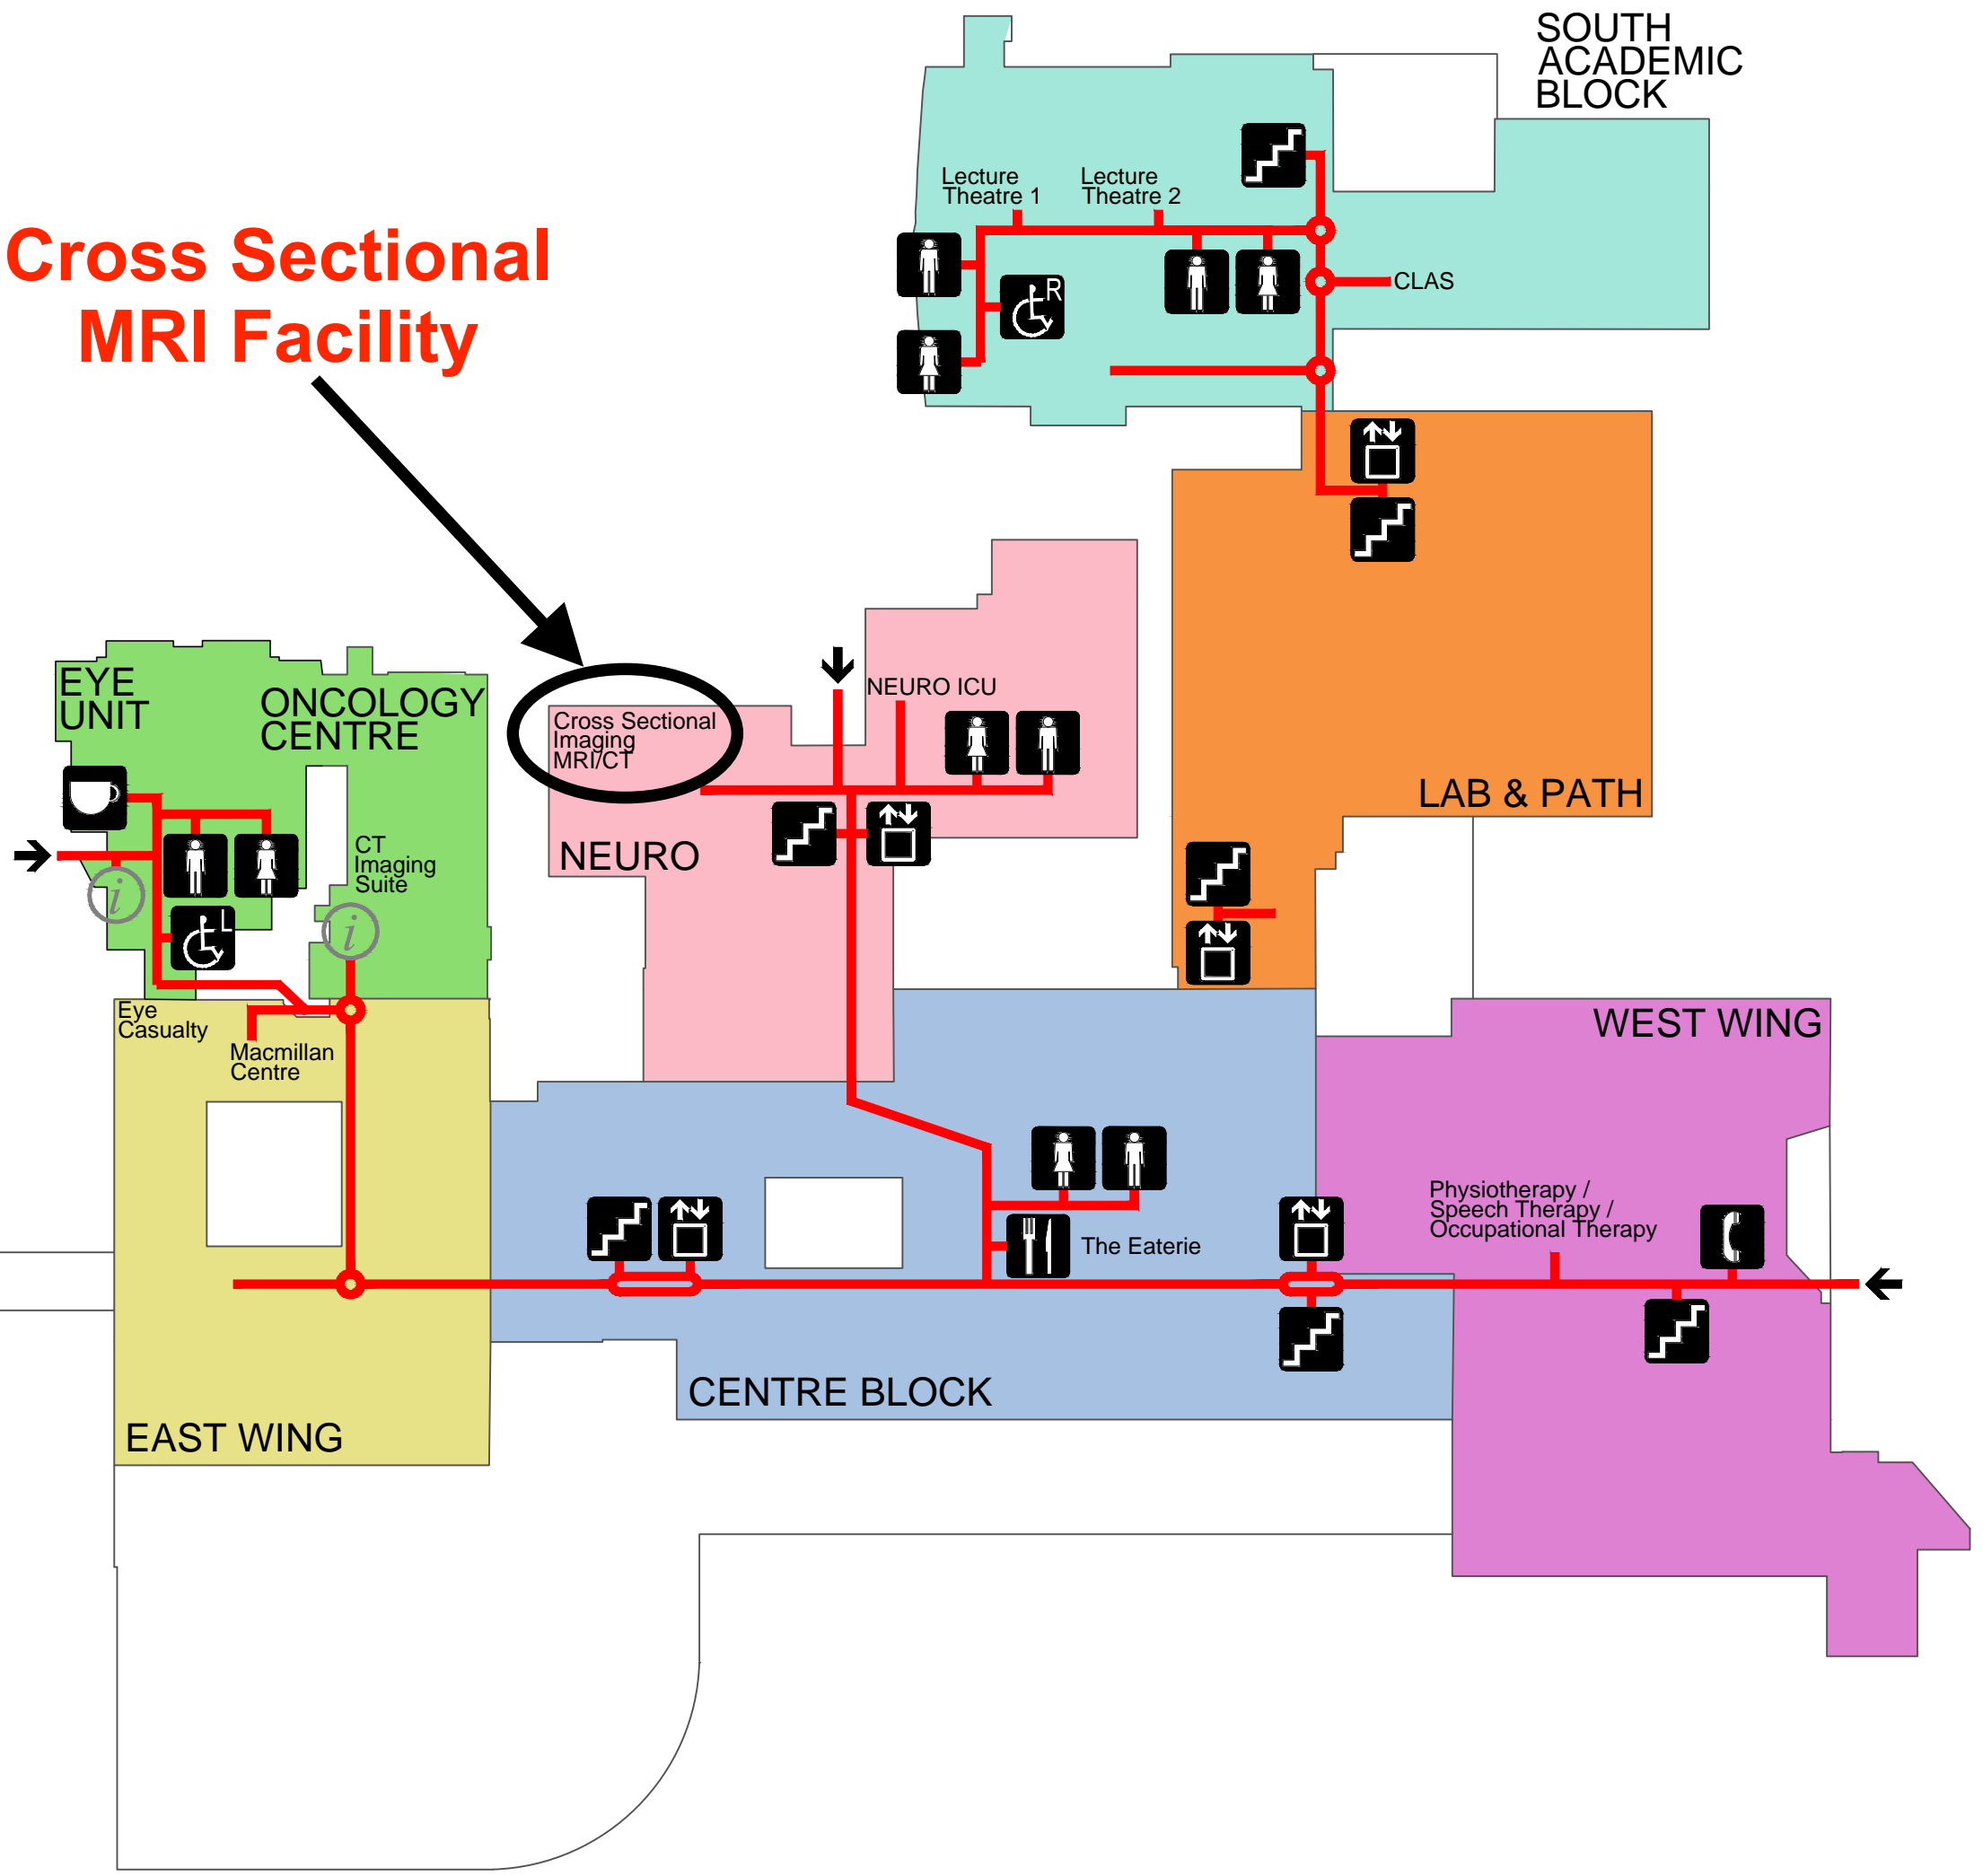 SOUTH
ACADEMIC
BLOCK
Lecture
Theatre 1
Lecture
Theatre 2
R
CLAS
Cross Sectional
MRI Facility
EYE
UNIT
ONCOLOGY
CENTRE
Cross Sectional
Imaging
MRI/CT
NEURO ICU
LAB & PATH
NEURO
CT
Imaging
Suite
i
L
i
Eye
Casualty
Macmillan
Centre
WEST WING
Physiotherapy /
Speech Therapy /
Occupational Therapy
The Eaterie
CENTRE BLOCK
EAST WING